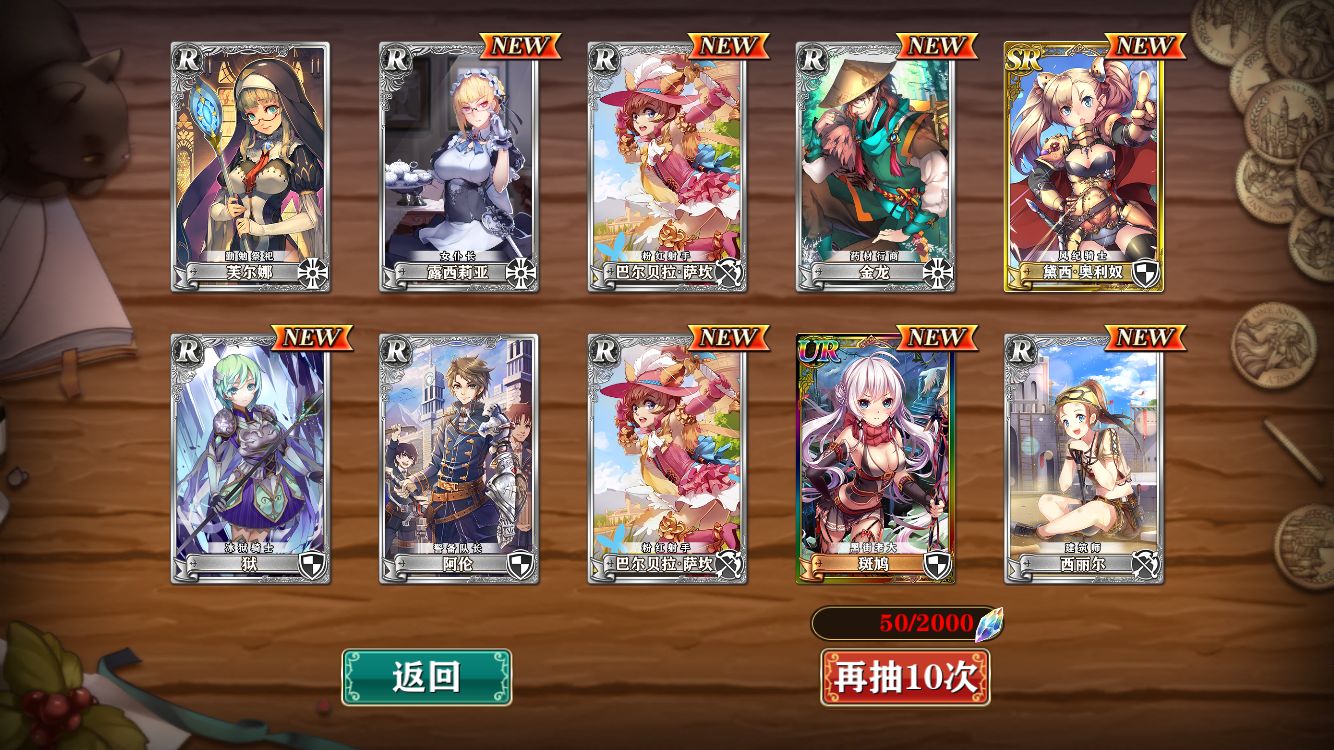 R
NEW
R
NEW
R
NEW
R
NEW
SR
勤勉祭祀
芙尔娜
女仆长
露西莉亚
粉红射手
巴尔贝拉·萨坎
药材行商
金龙
风纪骑士
黛西·奥利奴
NEW
R
R
NEW
R
NEW
UR
NEW
R
冰狱骑士
狱
警备队长
阿伦
粉红射手
巴尔贝拉·萨坎
黑街老大
斑鸠
建筑师
西丽尔
50/2000
返回
再抽10次